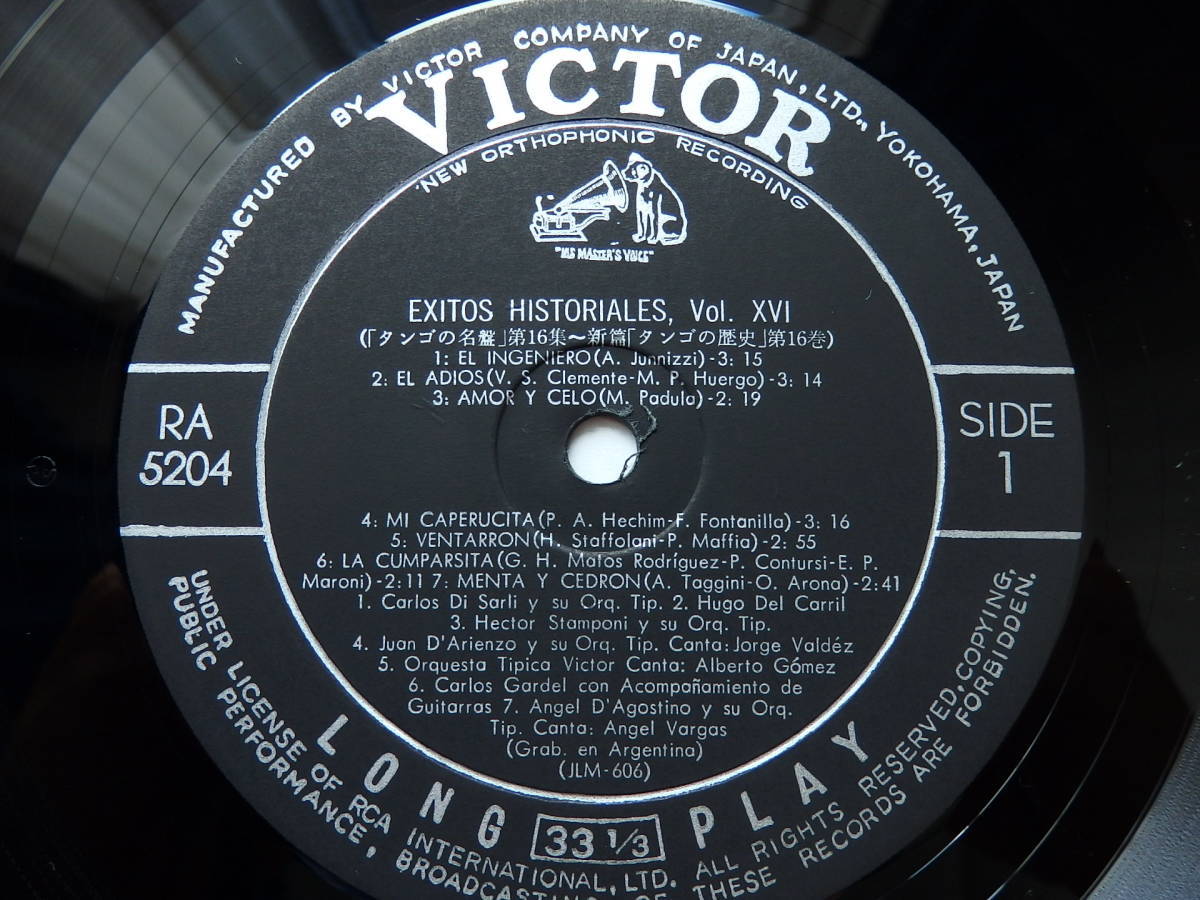 MANUFACTURED BY VICTOR COMPANY OF JAPAN, LTD., YOKOHAMA, JAPAN
VICTOR
"NEW ORTHOPHONIC" RECORDING
"HIS MASTER'S VOICE"
EXITOS HISTORIALES, Vol. XVI
(「タンゴの名盤」第16集～新篇「タンゴの歴史」第16巻)
1: EL INGENIERO(A. Junnizzi)-3: 15
2: EL ADIOS(V. S. Clemente-M. P. Huergo)-3: 14
3: AMOR Y CELO(M. Padula)-2: 19
RA
5204
SIDE
1
4: MI CAPERUCITA(P. A. Hechim-F. Fontanilla)-3: 16
5: VENTARRON(H. Staffolani-P. Maffia)-2: 55
6: LA CUMPARSITA(G. H. Matos Rodríguez-P. Contursi-E. P.
Maroni)-2:11 7: MENTA Y CEDRON(A. Taggini-O. Arona)-2:41
1. Carlos Di Sarli y su Orq. Tip. 2. Hugo Del Carril
3. Hector Stamponi y su Orq. Tip.
4. Juan D'Arienzo y su Orq. Tip. Canta: Jorge Valdéz
5. Orquesta Tipica Victor Canta: Alberto Gómez
6. Carlos Gardel con Acompañamiento de
Guitarras 7. Angel D'Agostino y su Orq.
Tip. Canta: Angel Vargas
(Grab. en Argentina)
(JLM-606)
LONG 33 1/3 PLAY
UNDER LICENSE OF RCA INTERNATIONAL, LTD. ALL RIGHTS RESERVED, COPYING,
PUBLIC PERFORMANCE, BROADCASTING OF THESE RECORDS ARE FORBIDDEN.